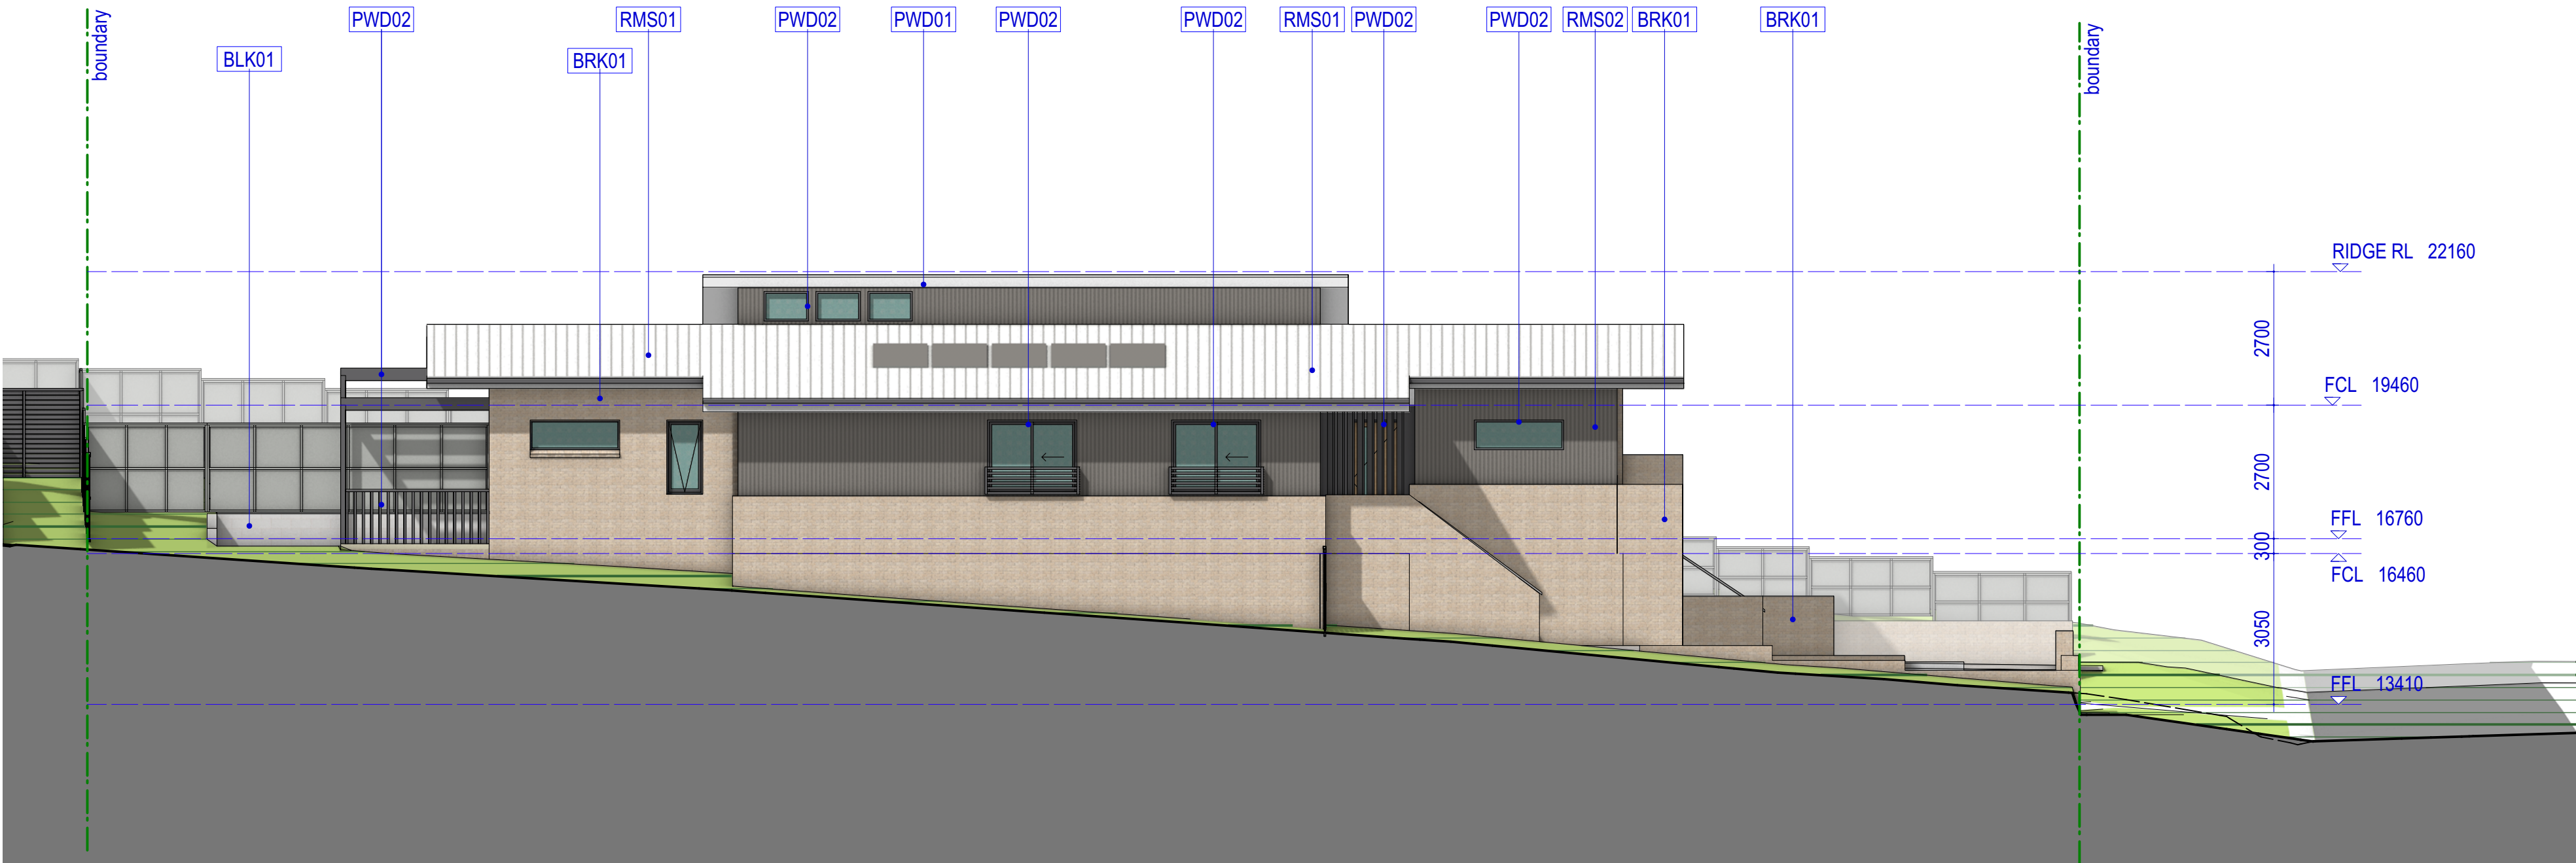 boundary
PWD02
RMS01
PWD02
PWD01
PWD02
PWD02
RMS01
PWD02
PWD02
RMS02
BRK01
BRK01
boundary
BLK01
BRK01
RIDGE RL 22160
2700
FCL 19460
2700
FFL 16760
300
FCL 16460
3050
FFL 13410